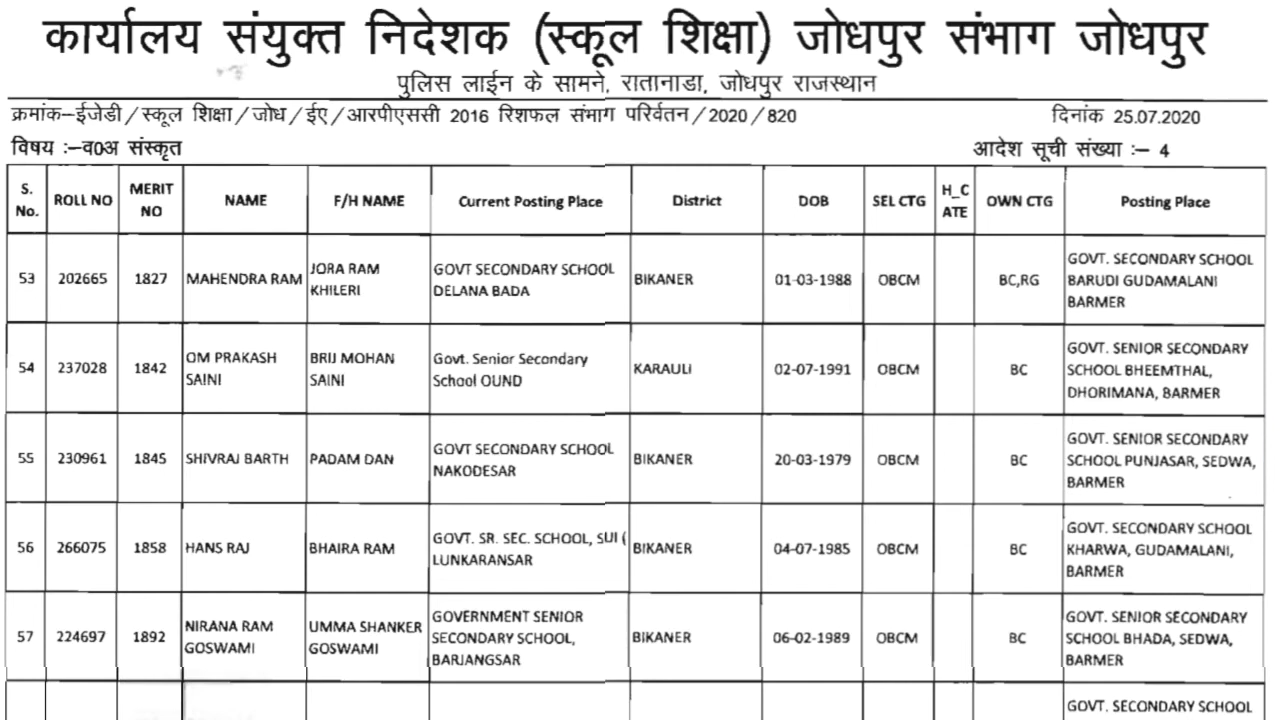 कार्यालय संयुक्त निदेशक (स्कूल शिक्षा) जोधपुर संभाग जोधपुर
पुलिस लाईन के सामने, रातानाडा, जोधपुर राजस्थान
क्रमांक–ईजेडी/स्कूल शिक्षा/जोध/ईए/आरपीएससी 2016 रिशफल संभाग परिर्वतन/2020/820 दिनांक 25.07.2020
विषय :–व0अ संस्कृत आदेश सूची संख्या :– 4
S. No. ROLL NO MERIT NO NAME F/H NAME Current Posting Place District DOB SEL CTG H_C ATE OWN CTG Posting Place
53 202665 1827 MAHENDRA RAM JORA RAM KHILERI GOVT SECONDARY SCHOOL DELANA BADA BIKANER 01-03-1988 OBCM BC,RG GOVT. SECONDARY SCHOOL BARUDI GUDAMALANI BARMER
54 237028 1842 OM PRAKASH SAINI BRIJ MOHAN SAINI Govt. Senior Secondary School OUND KARAULI 02-07-1991 OBCM BC GOVT. SENIOR SECONDARY SCHOOL BHEEMTHAL, DHORIMANA, BARMER
55 230961 1845 SHIVRAJ BARTH PADAM DAN GOVT SECONDARY SCHOOL NAKODESAR BIKANER 20-03-1979 OBCM BC GOVT. SENIOR SECONDARY SCHOOL PUNJASAR, SEDWA, BARMER
56 266075 1858 HANS RAJ BHAIRA RAM GOVT. SR. SEC. SCHOOL, SUI ( LUNKARANSAR BIKANER 04-07-1985 OBCM BC GOVT. SECONDARY SCHOOL KHARWA, GUDAMALANI, BARMER
57 224697 1892 NIRANA RAM GOSWAMI UMMA SHANKER GOSWAMI GOVERNMENT SENIOR SECONDARY SCHOOL, BARJANGSAR BIKANER 06-02-1989 OBCM BC GOVT. SENIOR SECONDARY SCHOOL BHADA, SEDWA, BARMER
GOVT. SECONDARY SCHOOL